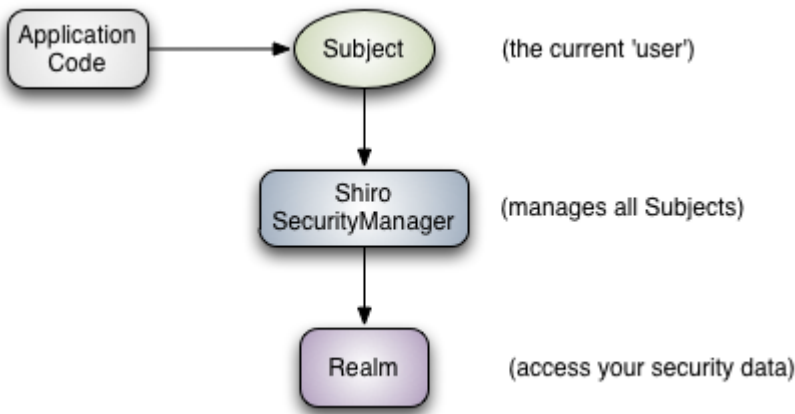 Application
Code
Subject
(the current 'user')
Shiro
SecurityManager
(manages all Subjects)
Realm
(access your security data)